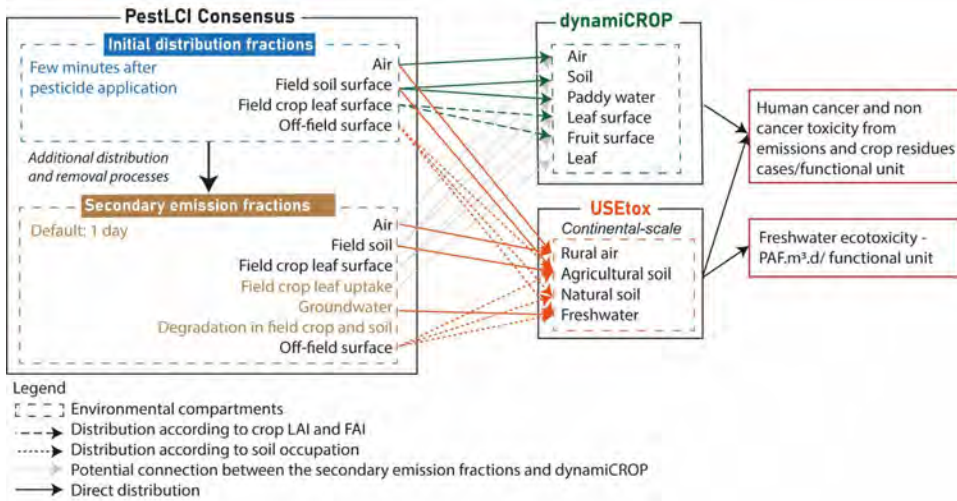 PestLCI Consensus
Initial distribution fractions
Few minutes after
pesticide application
Air
Field soil surface
Field crop leaf surface
Off-field surface
Additional distribution
and removal processes
Secondary emission fractions
Default: 1 day
Air
Field soil
Field crop leaf surface
Field crop leaf uptake
Groundwater
Degradation in field crop and soil
Off-field surface
dynamiCROP
Air
Soil
Paddy water
Leaf surface
Fruit surface
Leaf
USEtox
Continental-scale
Rural air
Agricultural soil
Natural soil
Freshwater
Human cancer and non
cancer toxicity from
emissions and crop residues
cases/functional unit
Freshwater ecotoxicity -
PAF.m³.d/ functional unit
Legend
Environmental compartments
Distribution according to crop LAI and FAI
Distribution according to soil occupation
Potential connection between the secondary emission fractions and dynamiCROP
Direct distribution